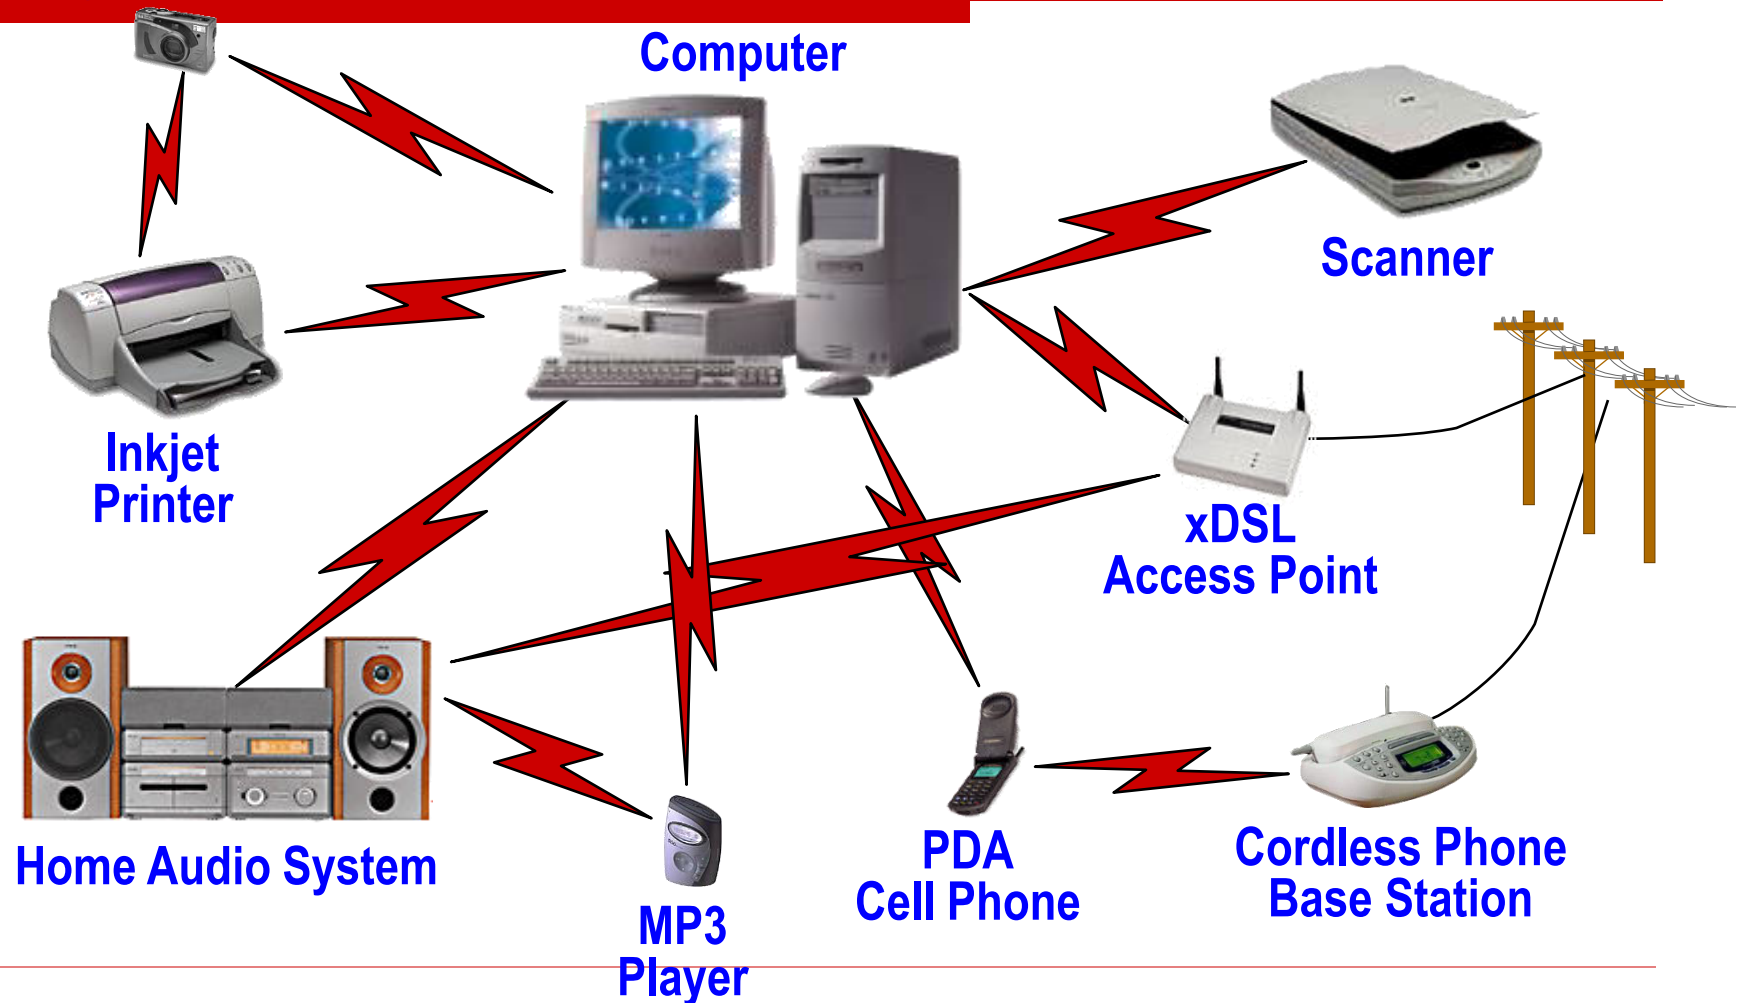 Computer
Scanner
Inkjet
Printer
xDSL
Access Point
Home Audio System
MP3
Player
PDA
Cell Phone
Cordless Phone
Base Station